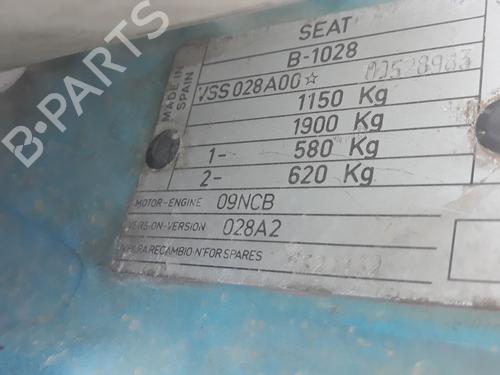 SEAT
B-1028
MADE IN
SPAIN
VSS028A00☆
1150 Kg
1900 Kg
1- 580 Kg
2- 620 Kg
MOTOR-ENGINE 09NCB
VERSION-VERSION 028A2
RECAMBIO Nº FOR SPARES
B-PARTS